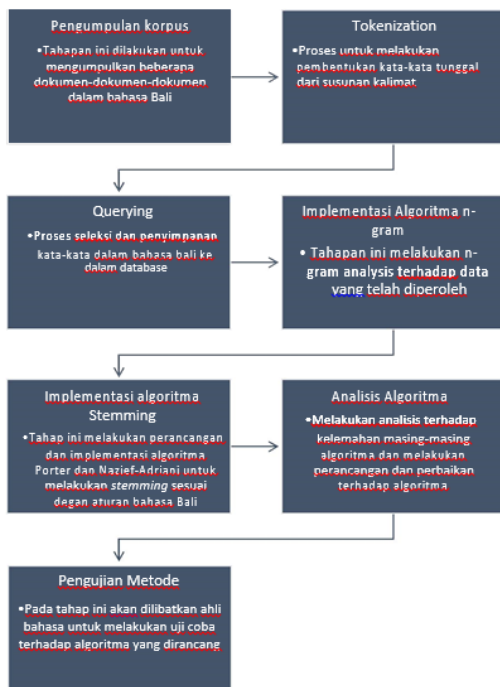 Pengumpulan korpus
•Tahapan ini dilakukan untuk
mengumpulkan beberapa
dokumen-dokumen-dokumen
dalam bahasa Bali
Tokenization
•Proses untuk melakukan
pembentukan kata-kata tunggal
dari susunan kalimat
Querying
•Proses seleksi dan penyimpanan
kata-kata dalam bahasa bali ke
dalam database
Implementasi Algoritma n-
gram
• Tahapan ini melakukan n-
gram analysis terhadap data
yang telah diperoleh
Implementasi algoritma
Stemming
•Tahap ini melakukan perancangan
dan implementasi algoritma
Porter dan Nazief-Adriani untuk
melakukan stemming sesuai
degan aturan bahasa Bali
Analisis Algoritma
•Melakukan analisis terhadap
kelemahan masing-masing
algoritma dan melakukan
perancangan dan perbaikan
terhadap algoritma
Pengujian Metode
•Pada tahap ini akan dilibatkan ahli
bahasa untuk melakukan uji coba
terhadap algoritma yang dirancang